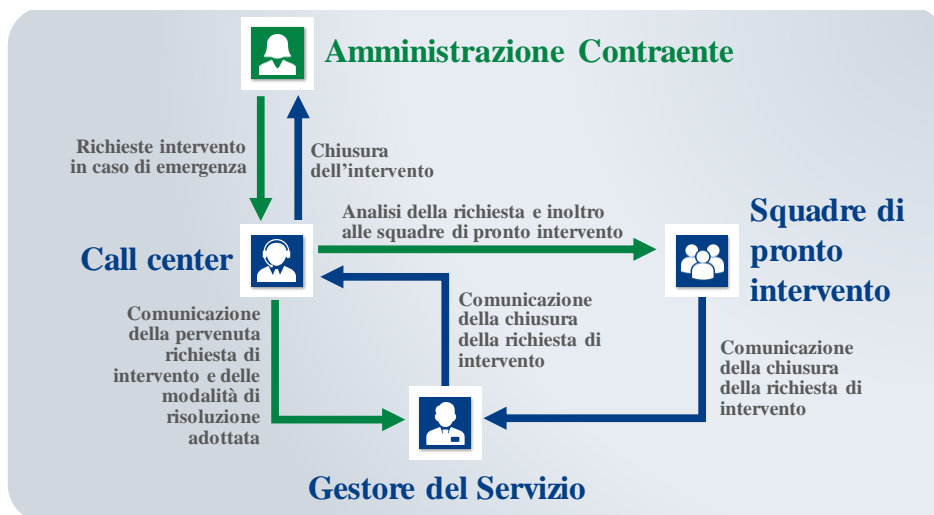 Amministrazione Contraente
Richieste intervento
in caso di emergenza
Chiusura
dell'intervento
Analisi della richiesta e inoltro
alle squadre di pronto intervento
Squadre di
pronto
intervento
Call center
Comunicazione
della pervenuta
richiesta di
intervento e delle
modalità di
risoluzione
adottata
Comunicazione
della chiusura
della richiesta di
intervento
Comunicazione
della chiusura
della richiesta di
intervento
Gestore del Servizio